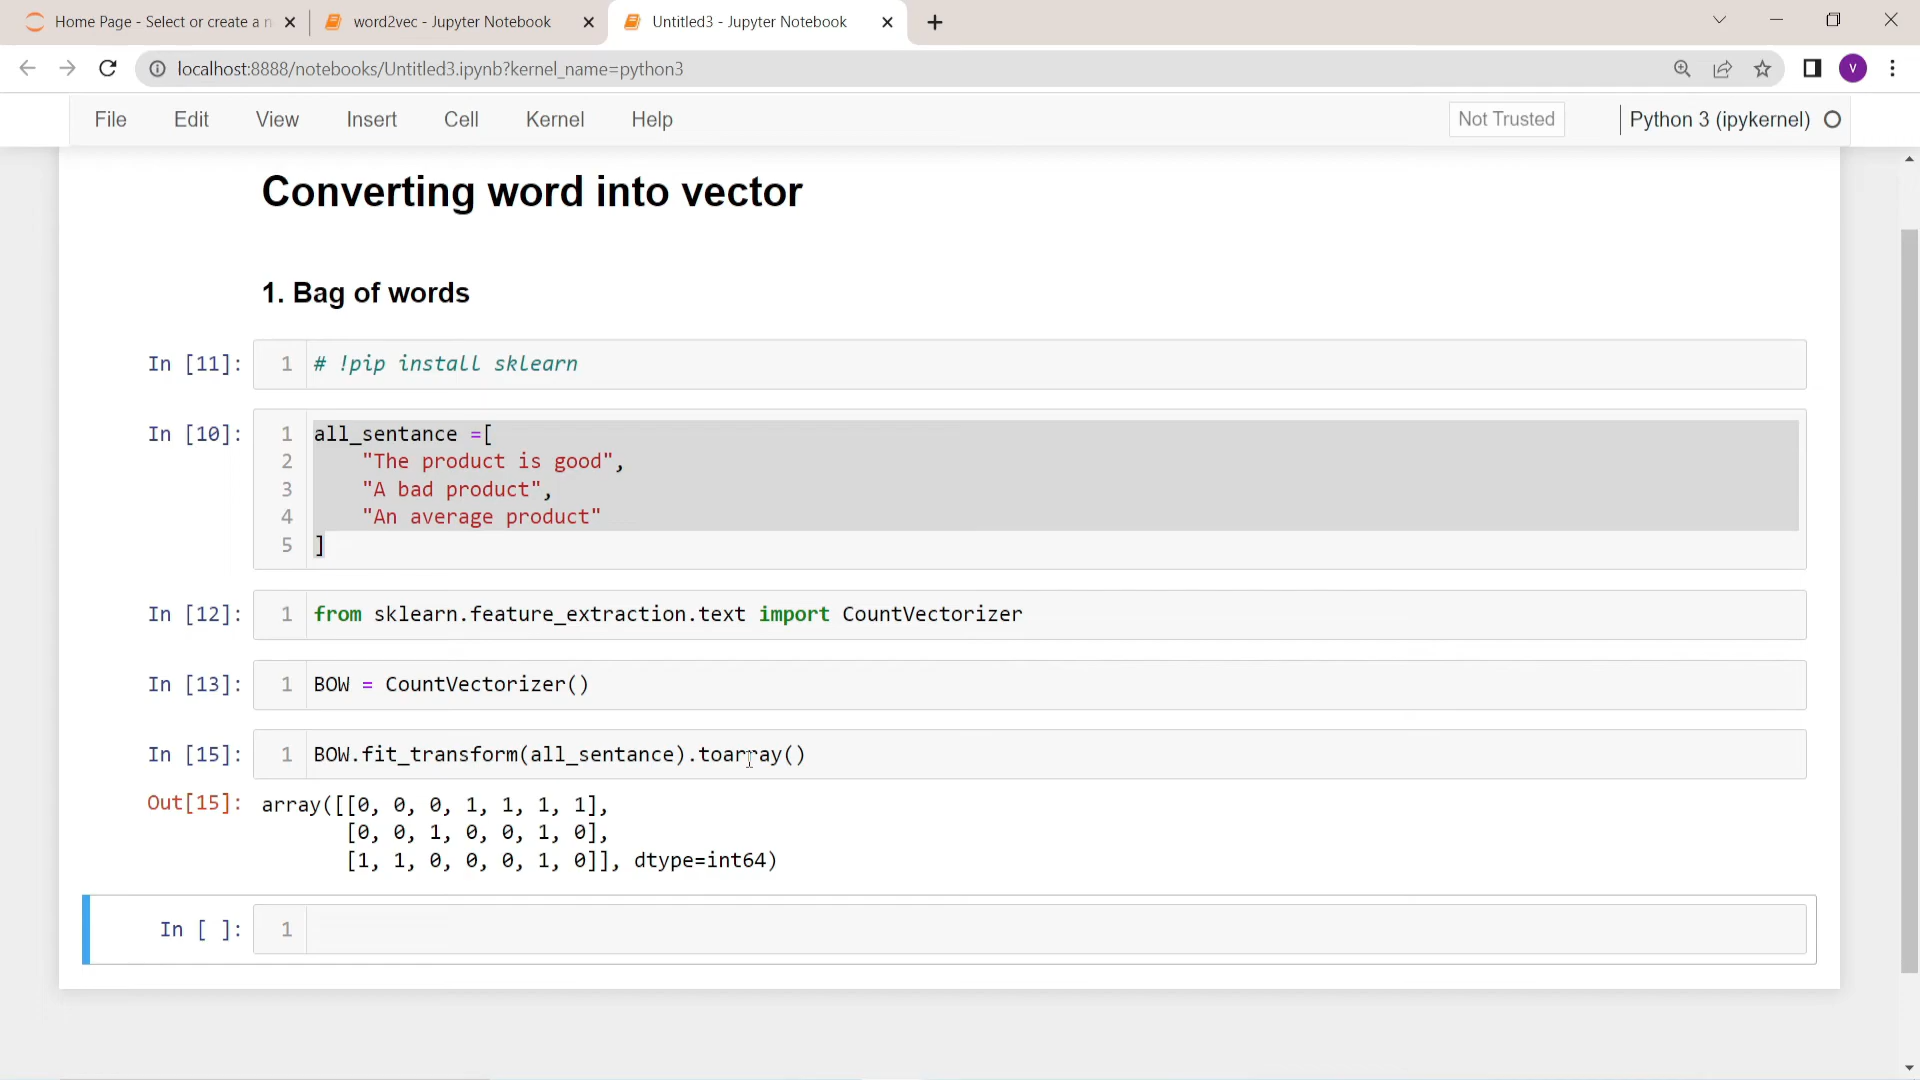 Home Page - Select or create a n
word2vec - Jupyter Notebook
Untitled3 - Jupyter Notebook
localhost:8888/notebooks/Untitled3.ipynb?kernel_name=python3
V
File Edit View Insert Cell Kernel Help
Not Trusted
Python 3 (ipykernel)
Converting word into vector
1. Bag of words
In [11]: 1 # !pip install sklearn
In [10]: 1 all_sentance =[
2 "The product is good",
3 "A bad product",
4 "An average product"
5 ]
In [12]: 1 from sklearn.feature_extraction.text import CountVectorizer
In [13]: 1 BOW = CountVectorizer()
In [15]: 1 BOW.fit_transform(all_sentance).toarray()
Out[15]: array([[0, 0, 0, 1, 1, 1, 1],
[0, 0, 1, 0, 0, 1, 0],
[1, 1, 0, 0, 0, 1, 0]], dtype=int64)
In [ ]: 1